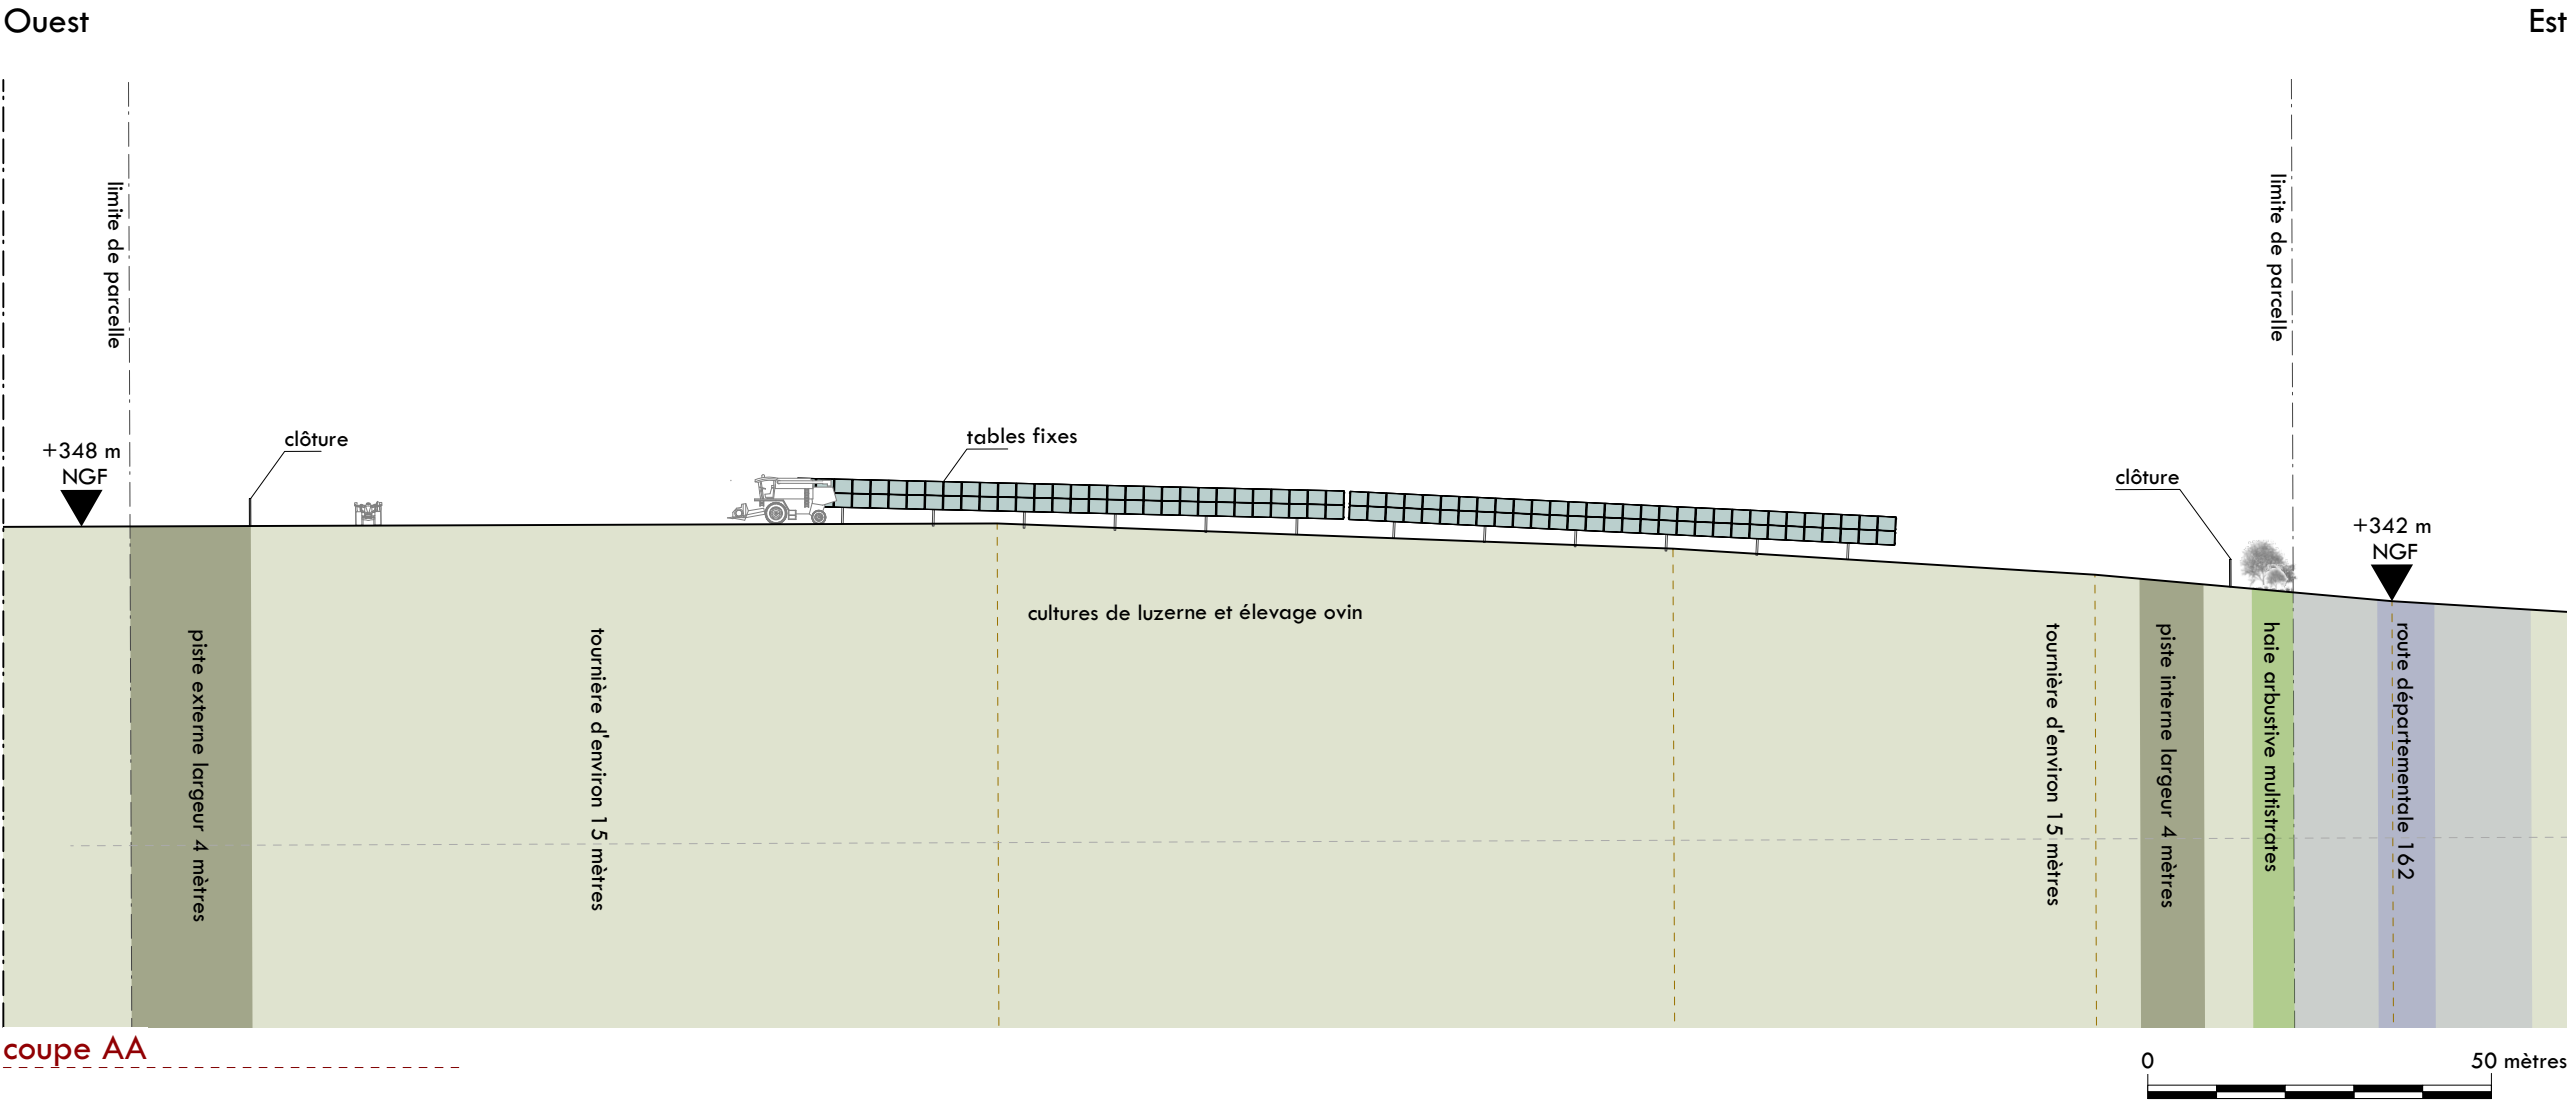 Ouest
Est
limite de parcelle
limite de parcelle
+348 m
NGF
clôture
tables fixes
clôture
+342 m
NGF
cultures de luzerne et élevage ovin
piste externe largeur 4 mètres
tournière d'environ 15 mètres
tournière d'environ 15 mètres
piste interne largeur 4 mètres
haie arbustive multistrates
route départementale 162
coupe AA
0
50 mètres